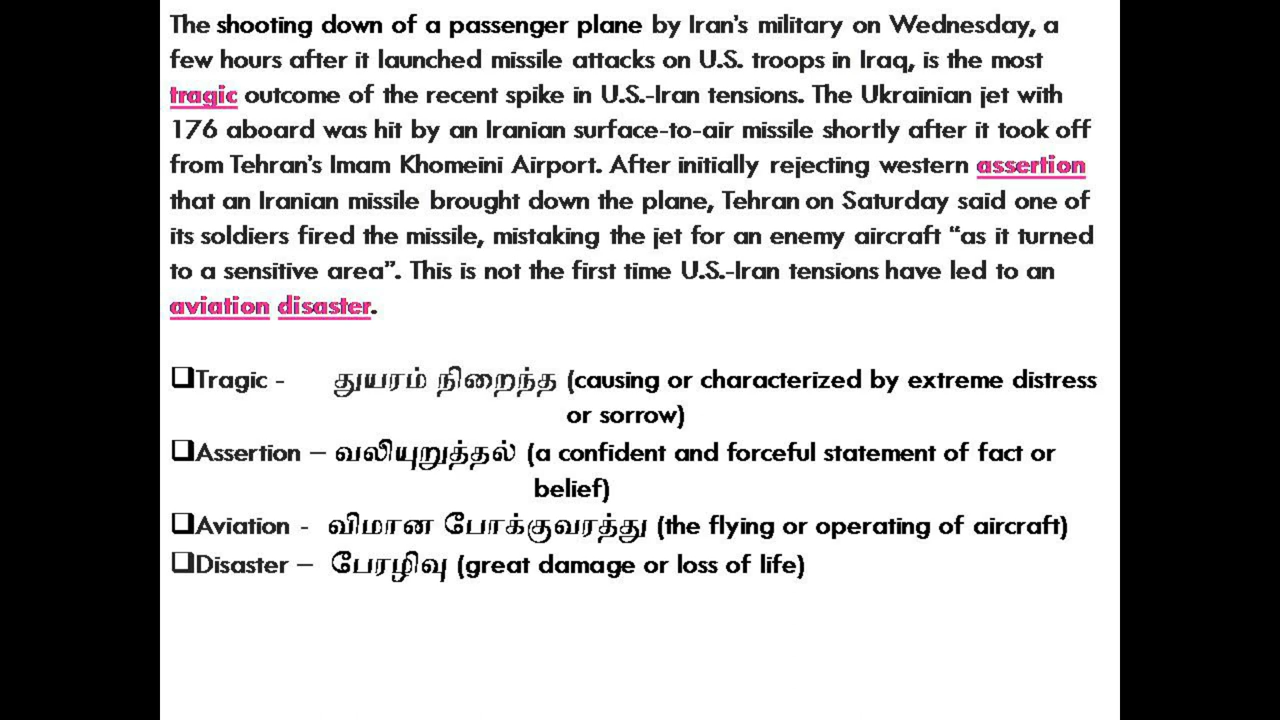 The shooting down of a passenger plane by Iran's military on Wednesday, a
few hours after it launched missile attacks on U.S. troops in Iraq, is the most
tragic outcome of the recent spike in U.S.-Iran tensions. The Ukrainian jet with
176 aboard was hit by an Iranian surface-to-air missile shortly after it took off
from Tehran's Imam Khomeini Airport. After initially rejecting western assertion
that an Iranian missile brought down the plane, Tehran on Saturday said one of
its soldiers fired the missile, mistaking the jet for an enemy aircraft “as it turned
to a sensitive area”. This is not the first time U.S.-Iran tensions have led to an
aviation disaster.
❑Tragic - துயரம் நிறைந்த (causing or characterized by extreme distress
or sorrow)
❑Assertion – வலியுறுத்தல் (a confident and forceful statement of fact or
belief)
❑Aviation - விமான போக்குவரத்து (the flying or operating of aircraft)
❑Disaster – பேரழிவு (great damage or loss of life)